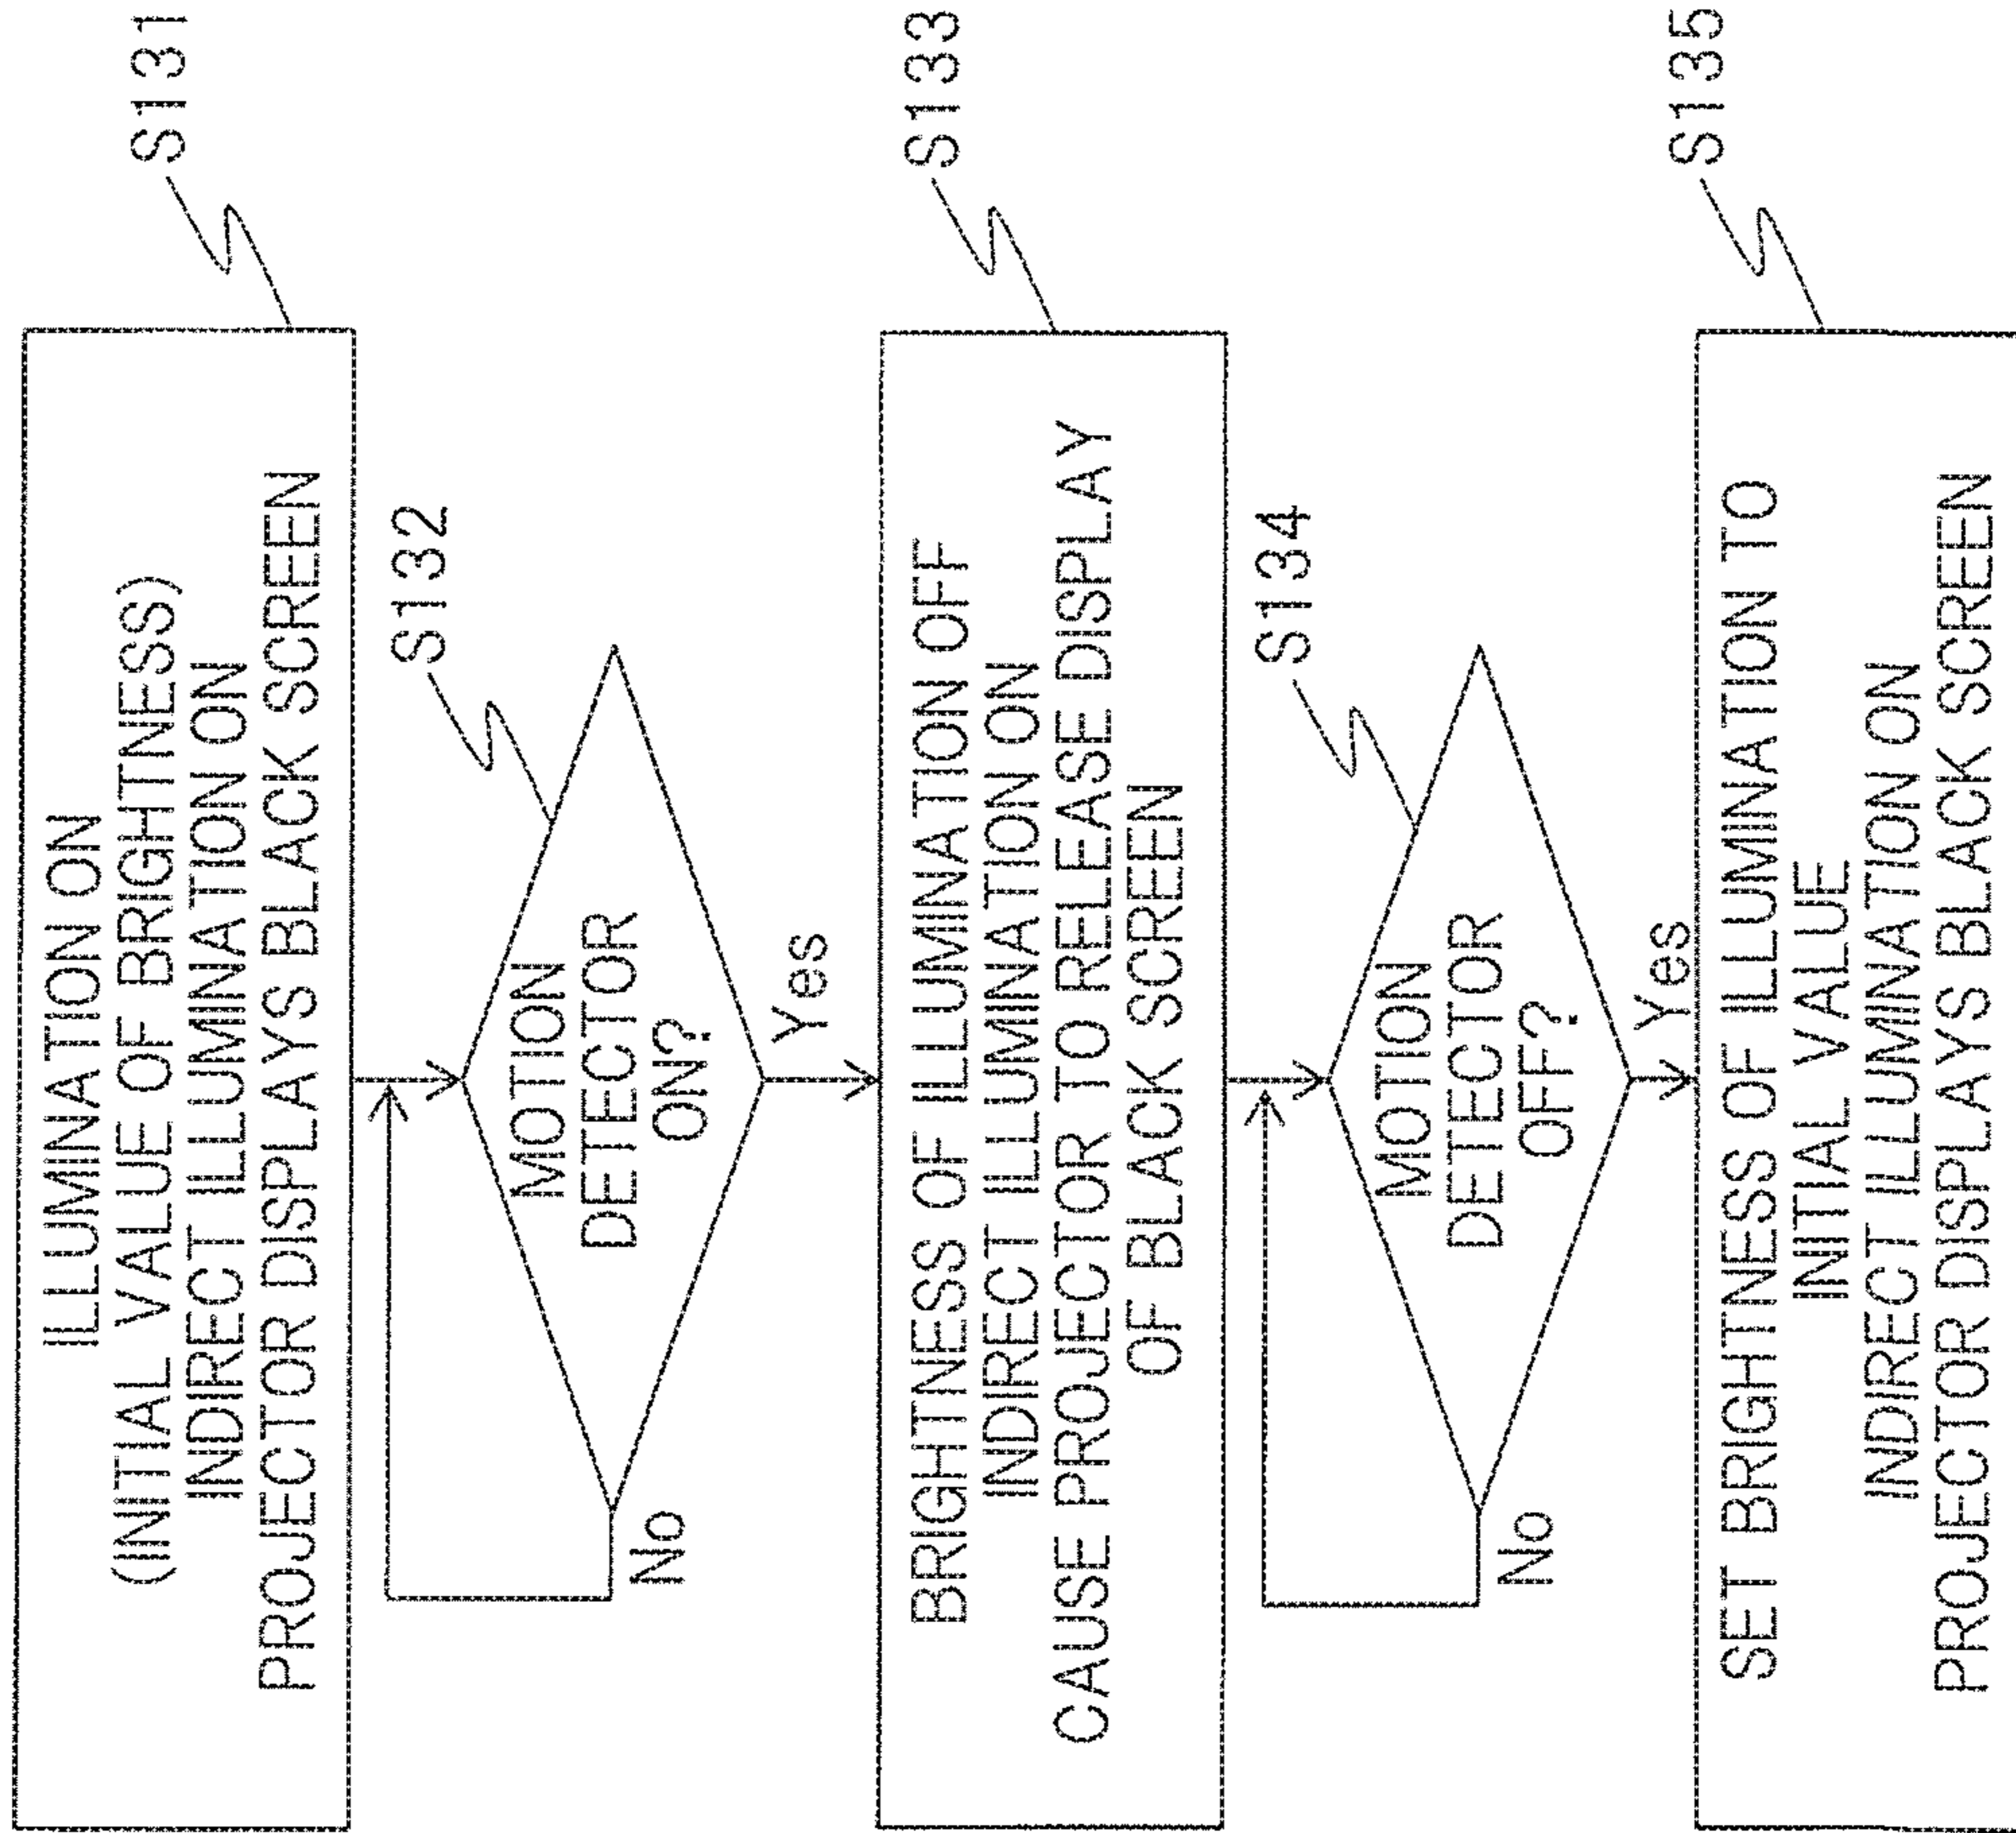 ILLUMINATION ON
(INITIAL VALUE OF BRIGHTNESS)
INDIRECT ILLUMINATION ON
PROJECTOR DISPLAYS BLACK SCREEN
S131
S132
MOTION
DETECTOR
ON?
No
Yes
BRIGHTNESS OF ILLUMINATION OFF
INDIRECT ILLUMINATION ON
CAUSE PROJECTOR TO RELEASE DISPLAY
OF BLACK SCREEN
S133
S134
MOTION
DETECTOR
OFF?
No
Yes
SET BRIGHTNESS OF ILLUMINATION TO
INITIAL VALUE
INDIRECT ILLUMINATION ON
PROJECTOR DISPLAYS BLACK SCREEN
S135